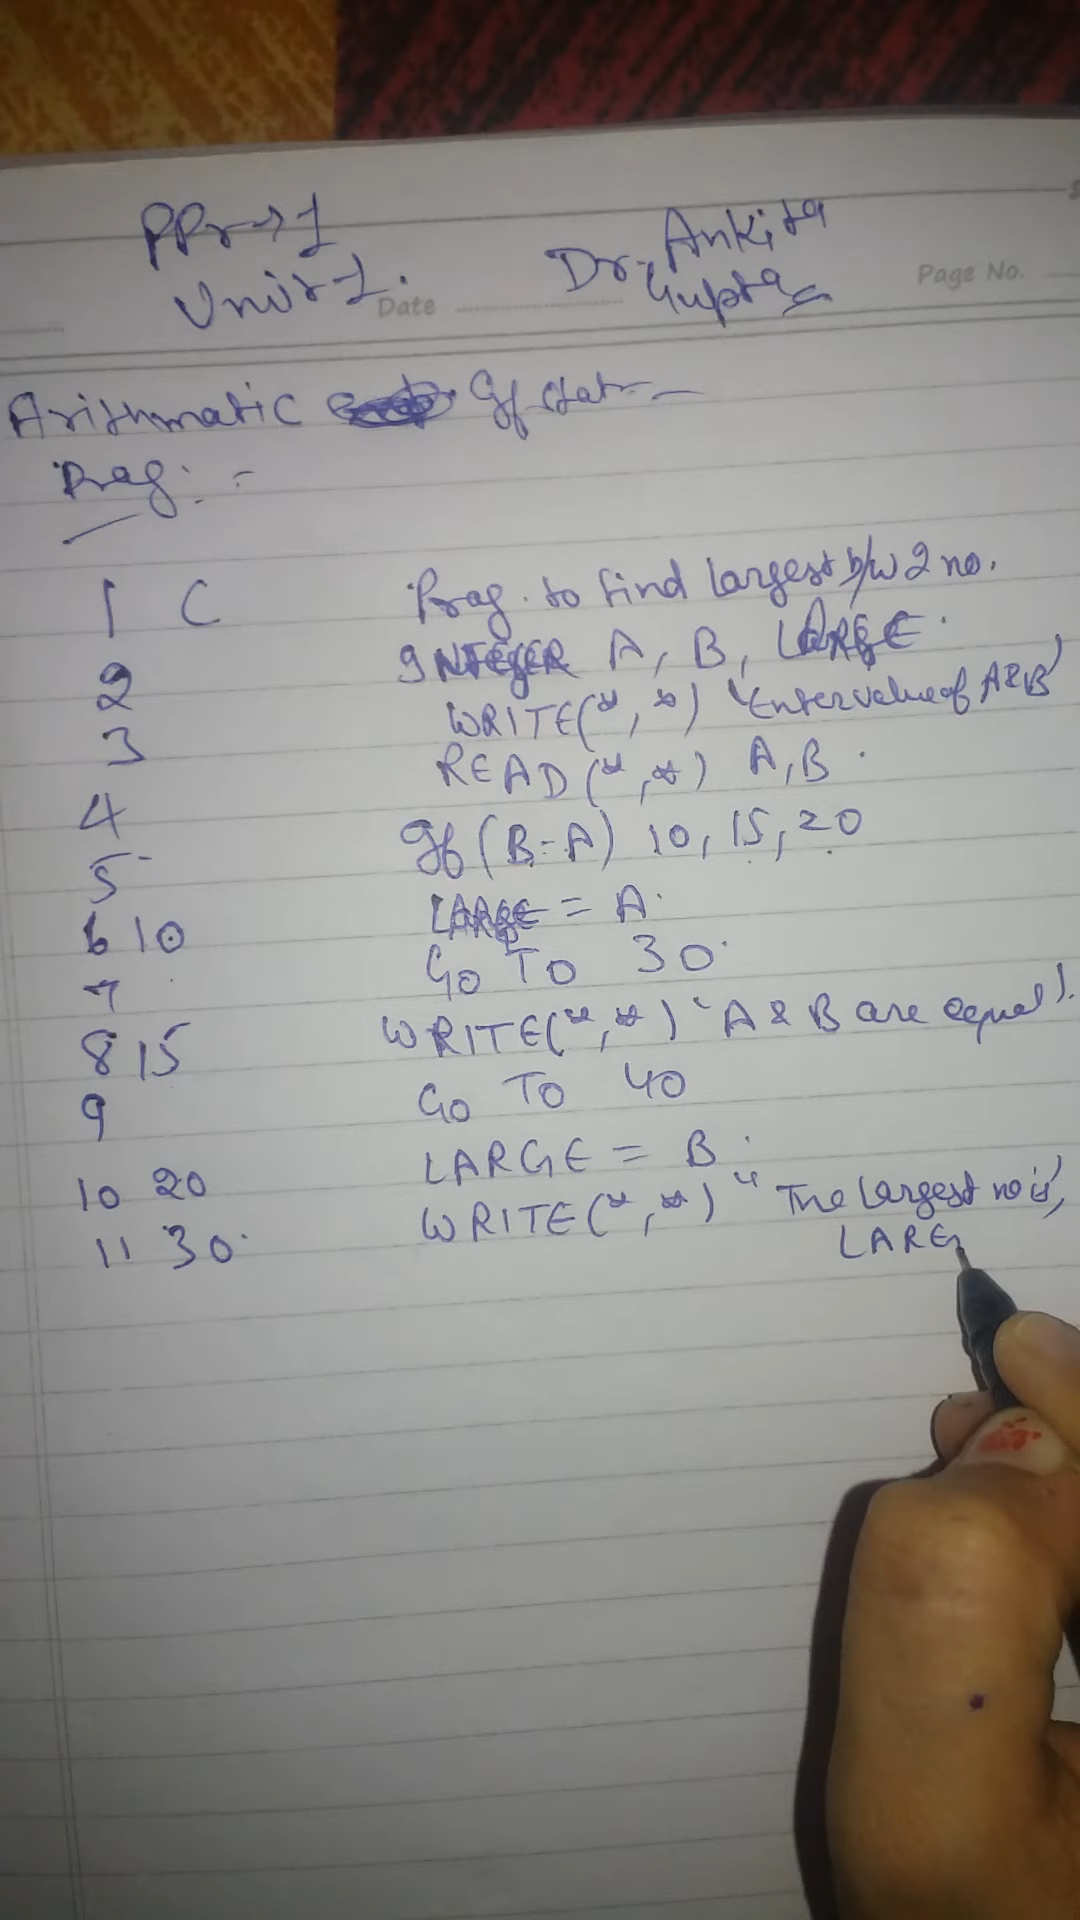 PPr → 1
Unit-1.
Dr. Ankita
Gupta
Date
Page No.
Arithmatic If stat-
Prog: =
1 C Prog. to find largest b/w 2 no.
2 INTEGER A, B, LARGE.
3 WRITE(*, *) 'Enter value of A & B'
4 READ (*, *) A, B.
5 If (B-A) 10, 15, 20
6 10 LARGE = A.
7 GO TO 30.
8 15 WRITE(*, *) 'A & B are equal'.
9 GO TO 40
10 20 LARGE = B.
11 30. WRITE(*, *) " The largest no is',
LARG